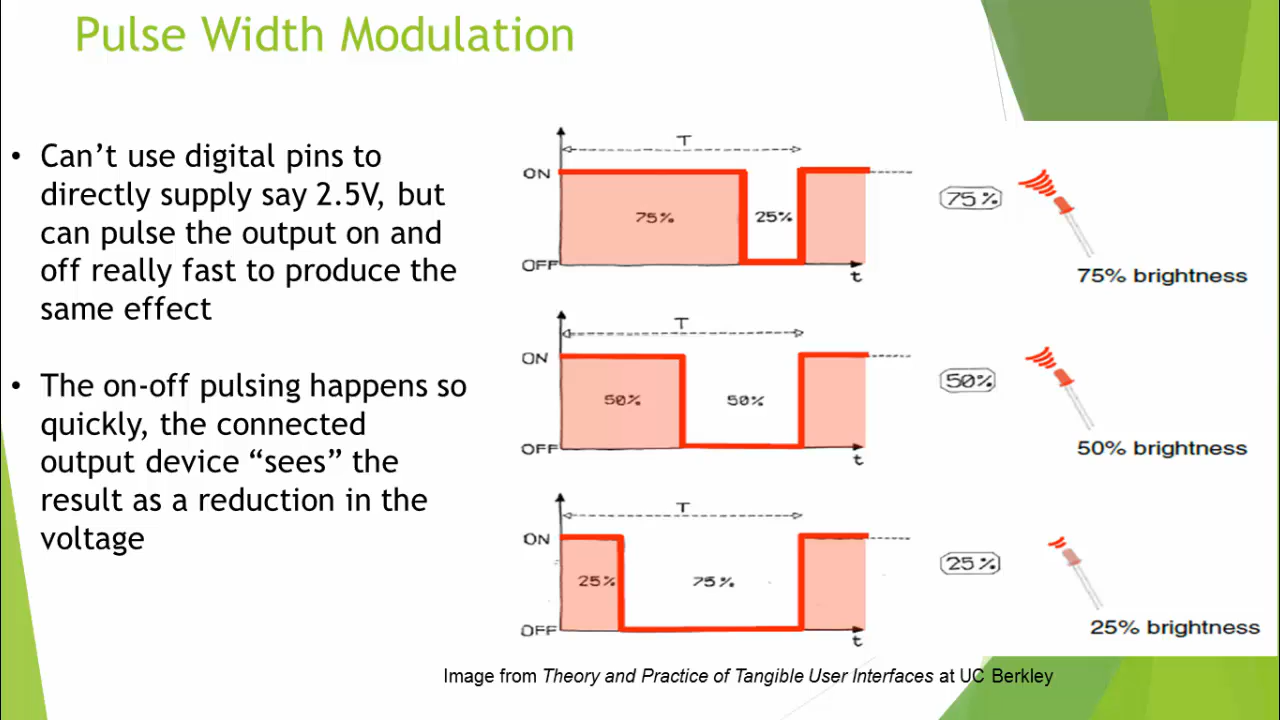 Pulse Width Modulation
• Can’t use digital pins to
directly supply say 2.5V, but
can pulse the output on and
off really fast to produce the
same effect
• The on-off pulsing happens so
quickly, the connected
output device “sees” the
result as a reduction in the
voltage
T
ON
75%
25%
OFF
t
75%
75% brightness
T
ON
50%
50%
OFF
t
50%
50% brightness
T
ON
25%
75%
OFF
t
25%
25% brightness
Image from Theory and Practice of Tangible User Interfaces at UC Berkley